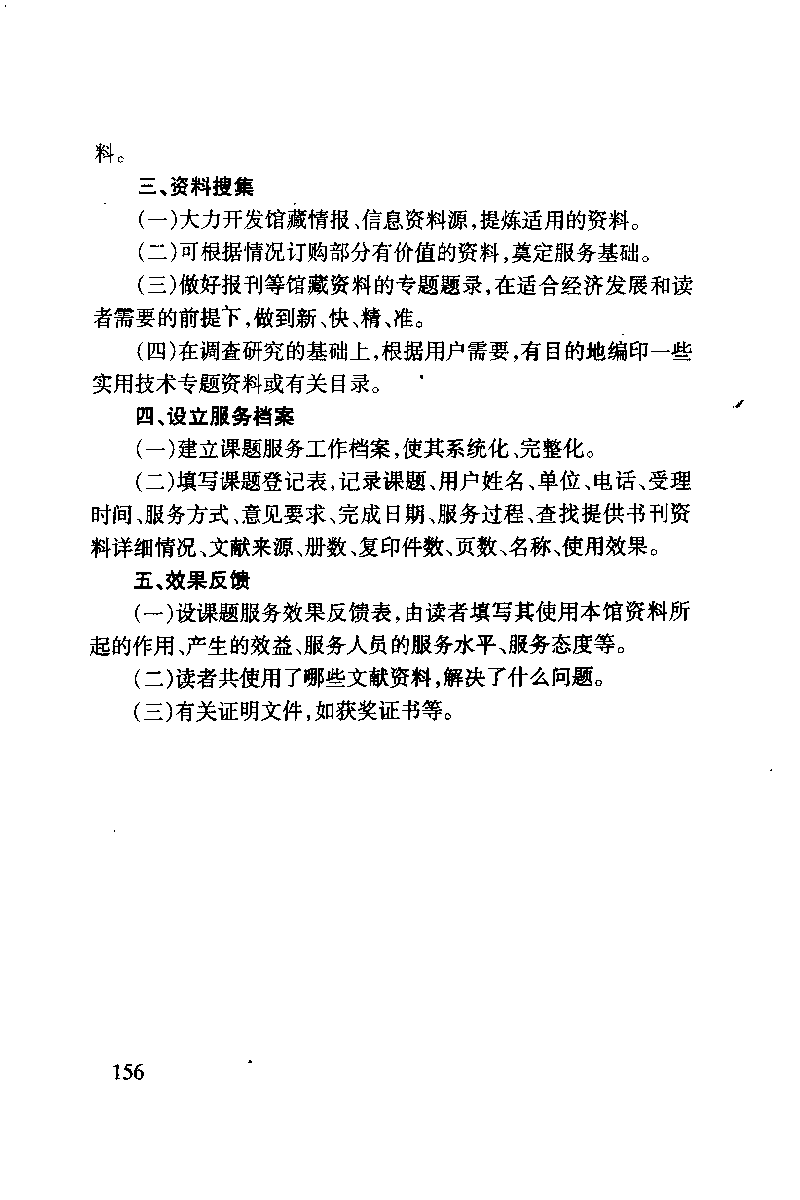 料。
三、资料搜集
(一)大力开发馆藏情报、信息资料源,提炼适用的资料。
(二)可根据情况订购部分有价值的资料,奠定服务基础。
(三)做好报刊等馆藏资料的专题题录,在适合经济发展和读
者需要的前提下,做到新、快、精、准。
(四)在调查研究的基础上,根据用户需要,有目的地编印一些
实用技术专题资料或有关目录。
四、设立服务档案
(一)建立课题服务工作档案,使其系统化、完整化。
(二)填写课题登记表,记录课题、用户姓名、单位、电话、受理
时间、服务方式、意见要求、完成日期、服务过程、查找提供书刊资
料详细情况、文献来源、册数、复印件数、页数、名称、使用效果。
五、效果反馈
(一)设课题服务效果反馈表,由读者填写其使用本馆资料所
起的作用、产生的效益、服务人员的服务水平、服务态度等。
(二)读者共使用了哪些文献资料,解决了什么问题。
(三)有关证明文件,如获奖证书等。
156